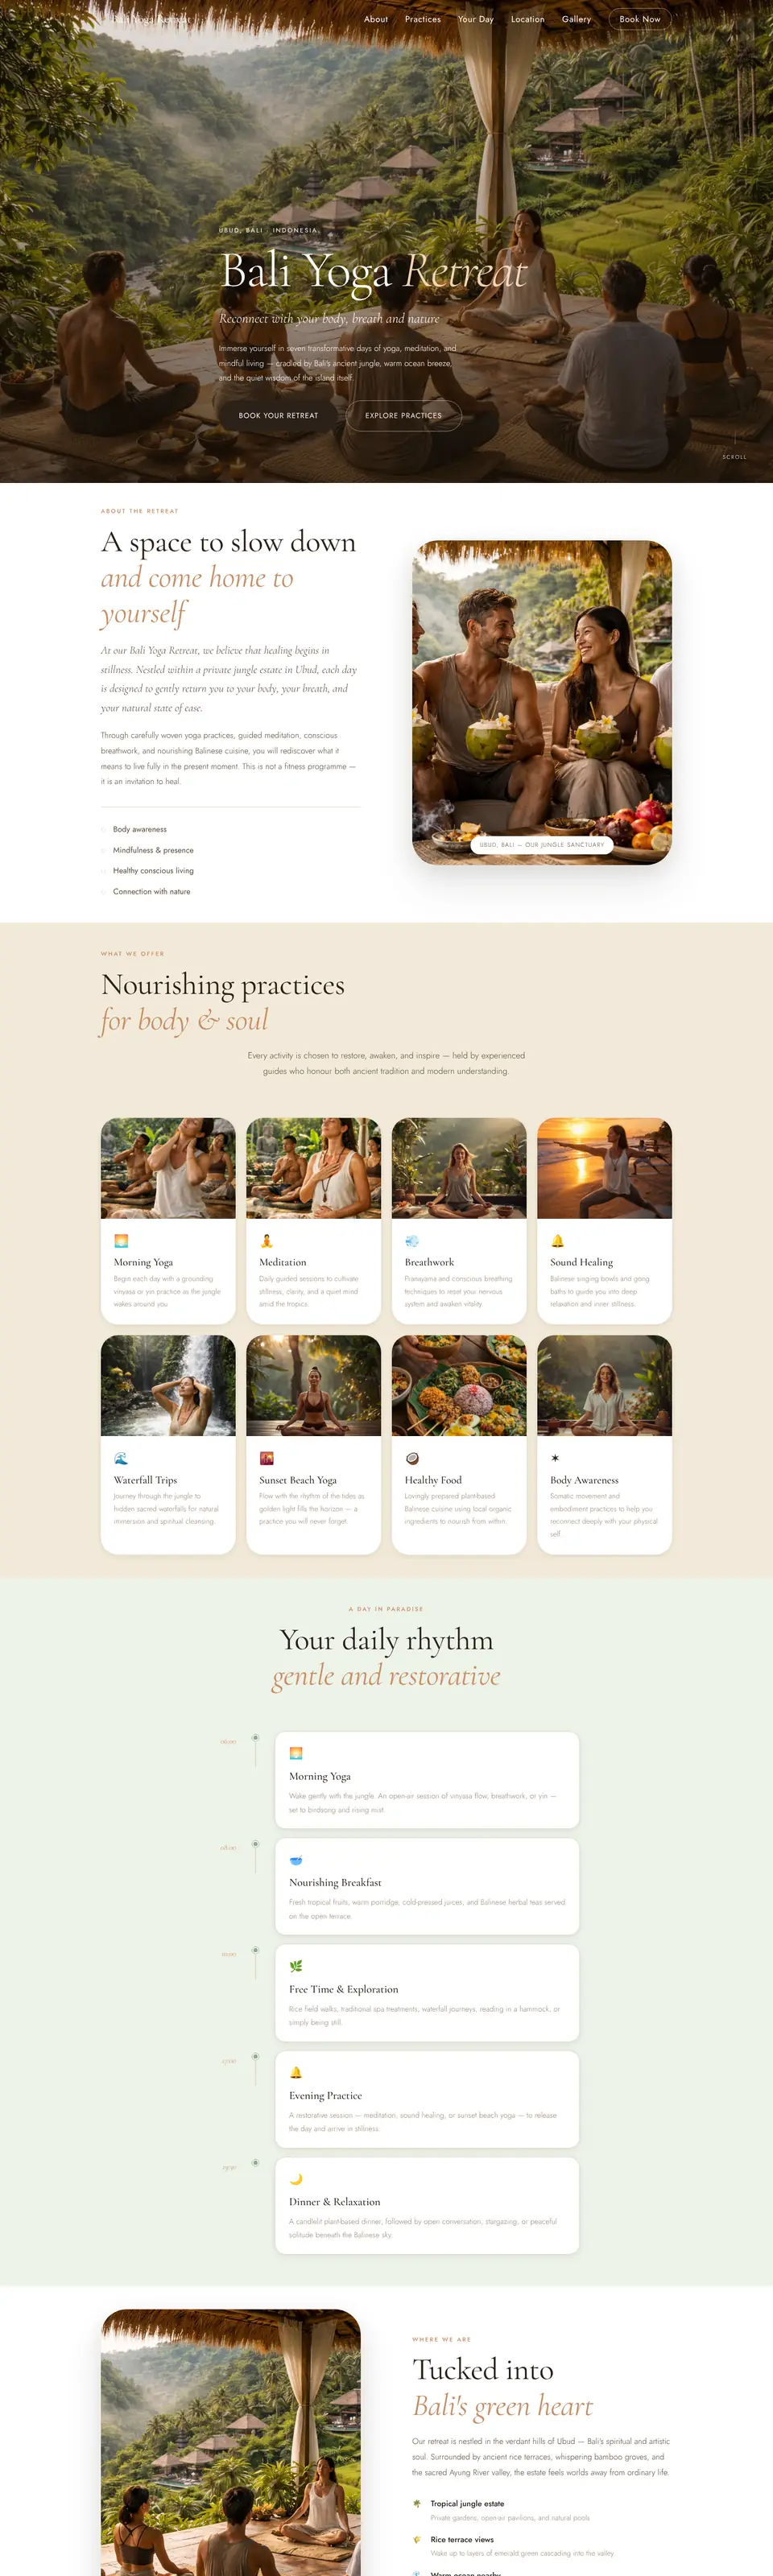 Bali Yoga Retreat
About Practices Your Day Location Gallery Book Now
UBUD, BALI · INDONESIA
Bali Yoga Retreat
Reconnect with your body, breath and nature
Immerse yourself in seven transformative days of yoga, meditation, and
mindful living — cradled by Bali's ancient jungle, warm ocean breeze,
and the quiet wisdom of the island itself.
BOOK YOUR RETREAT EXPLORE PRACTICES
SCROLL
ABOUT THE RETREAT
A space to slow down
and come home to
yourself
At our Bali Yoga Retreat, we believe that healing begins in
stillness. Nestled within a private jungle estate in Ubud, each day
is designed to gently return you to your body, your breath, and
your natural state of ease.
Through carefully woven yoga practices, guided meditation, conscious
breathwork, and nourishing Balinese cuisine, you will rediscover what it
means to live fully in the present moment. This is not a fitness programme —
it is an invitation to heal.
Body awareness
Mindfulness & presence
Healthy conscious living
Connection with nature
UBUD, BALI — OUR JUNGLE SANCTUARY
WHAT WE OFFER
Nourishing practices
for body & soul
Every activity is chosen to restore, awaken, and inspire — held by experienced
guides who honour both ancient tradition and modern understanding.
Morning Yoga
Begin each day with a grounding
vinyasa or yin practice as the jungle
wakes around you.
Meditation
Daily guided sessions to cultivate
stillness, clarity, and a quiet mind
amid the tropics.
Breathwork
Pranayama and conscious breathing
techniques to reset your nervous
system and awaken vitality.
Sound Healing
Balinese singing bowls and gong
baths to guide you into deep
relaxation and inner stillness.
Waterfall Trips
Journey through the jungle to
hidden sacred waterfalls for natural
immersion and spiritual cleansing.
Sunset Beach Yoga
Flow with the rhythm of the tides as
golden light fills the horizon — a
practice you will never forget.
Healthy Food
Lovingly prepared plant-based
Balinese cuisine using local organic
ingredients to nourish from within.
Body Awareness
Somatic movement and
embodiment practices to help you
reconnect deeply with your physical
self.
A DAY IN PARADISE
Your daily rhythm
gentle and restorative
Morning Yoga
Wake gently with the jungle. An open-air session of vinyasa flow, breathwork, or yin —
set to birdsong and rising mist.
Nourishing Breakfast
Fresh tropical fruits, warm porridge, cold-pressed juices, and Balinese herbal teas served
on the open terrace.
Free Time & Exploration
Rice field walks, traditional spa treatments, waterfall journeys, reading in a hammock, or
simply being still.
Evening Practice
A restorative session — meditation, sound healing, or sunset beach yoga — to release
the day and arrive in stillness.
Dinner & Relaxation
A candlelit plant-based dinner, followed by open conversation, stargazing, or peaceful
solitude beneath the Balinese sky.
WHERE WE ARE
Tucked into
Bali's green heart
Our retreat is nestled in the verdant hills of Ubud — Bali's spiritual and artistic
soul. Surrounded by ancient rice terraces, whispering bamboo groves, and
the sacred Ayung River valley, the estate feels worlds away from ordinary life.
Tropical jungle estate
Private gardens, open-air pavilions, and natural pools
Rice terrace views
Wake up to layers of emerald green cascading into the valley
Warm ocean nearby